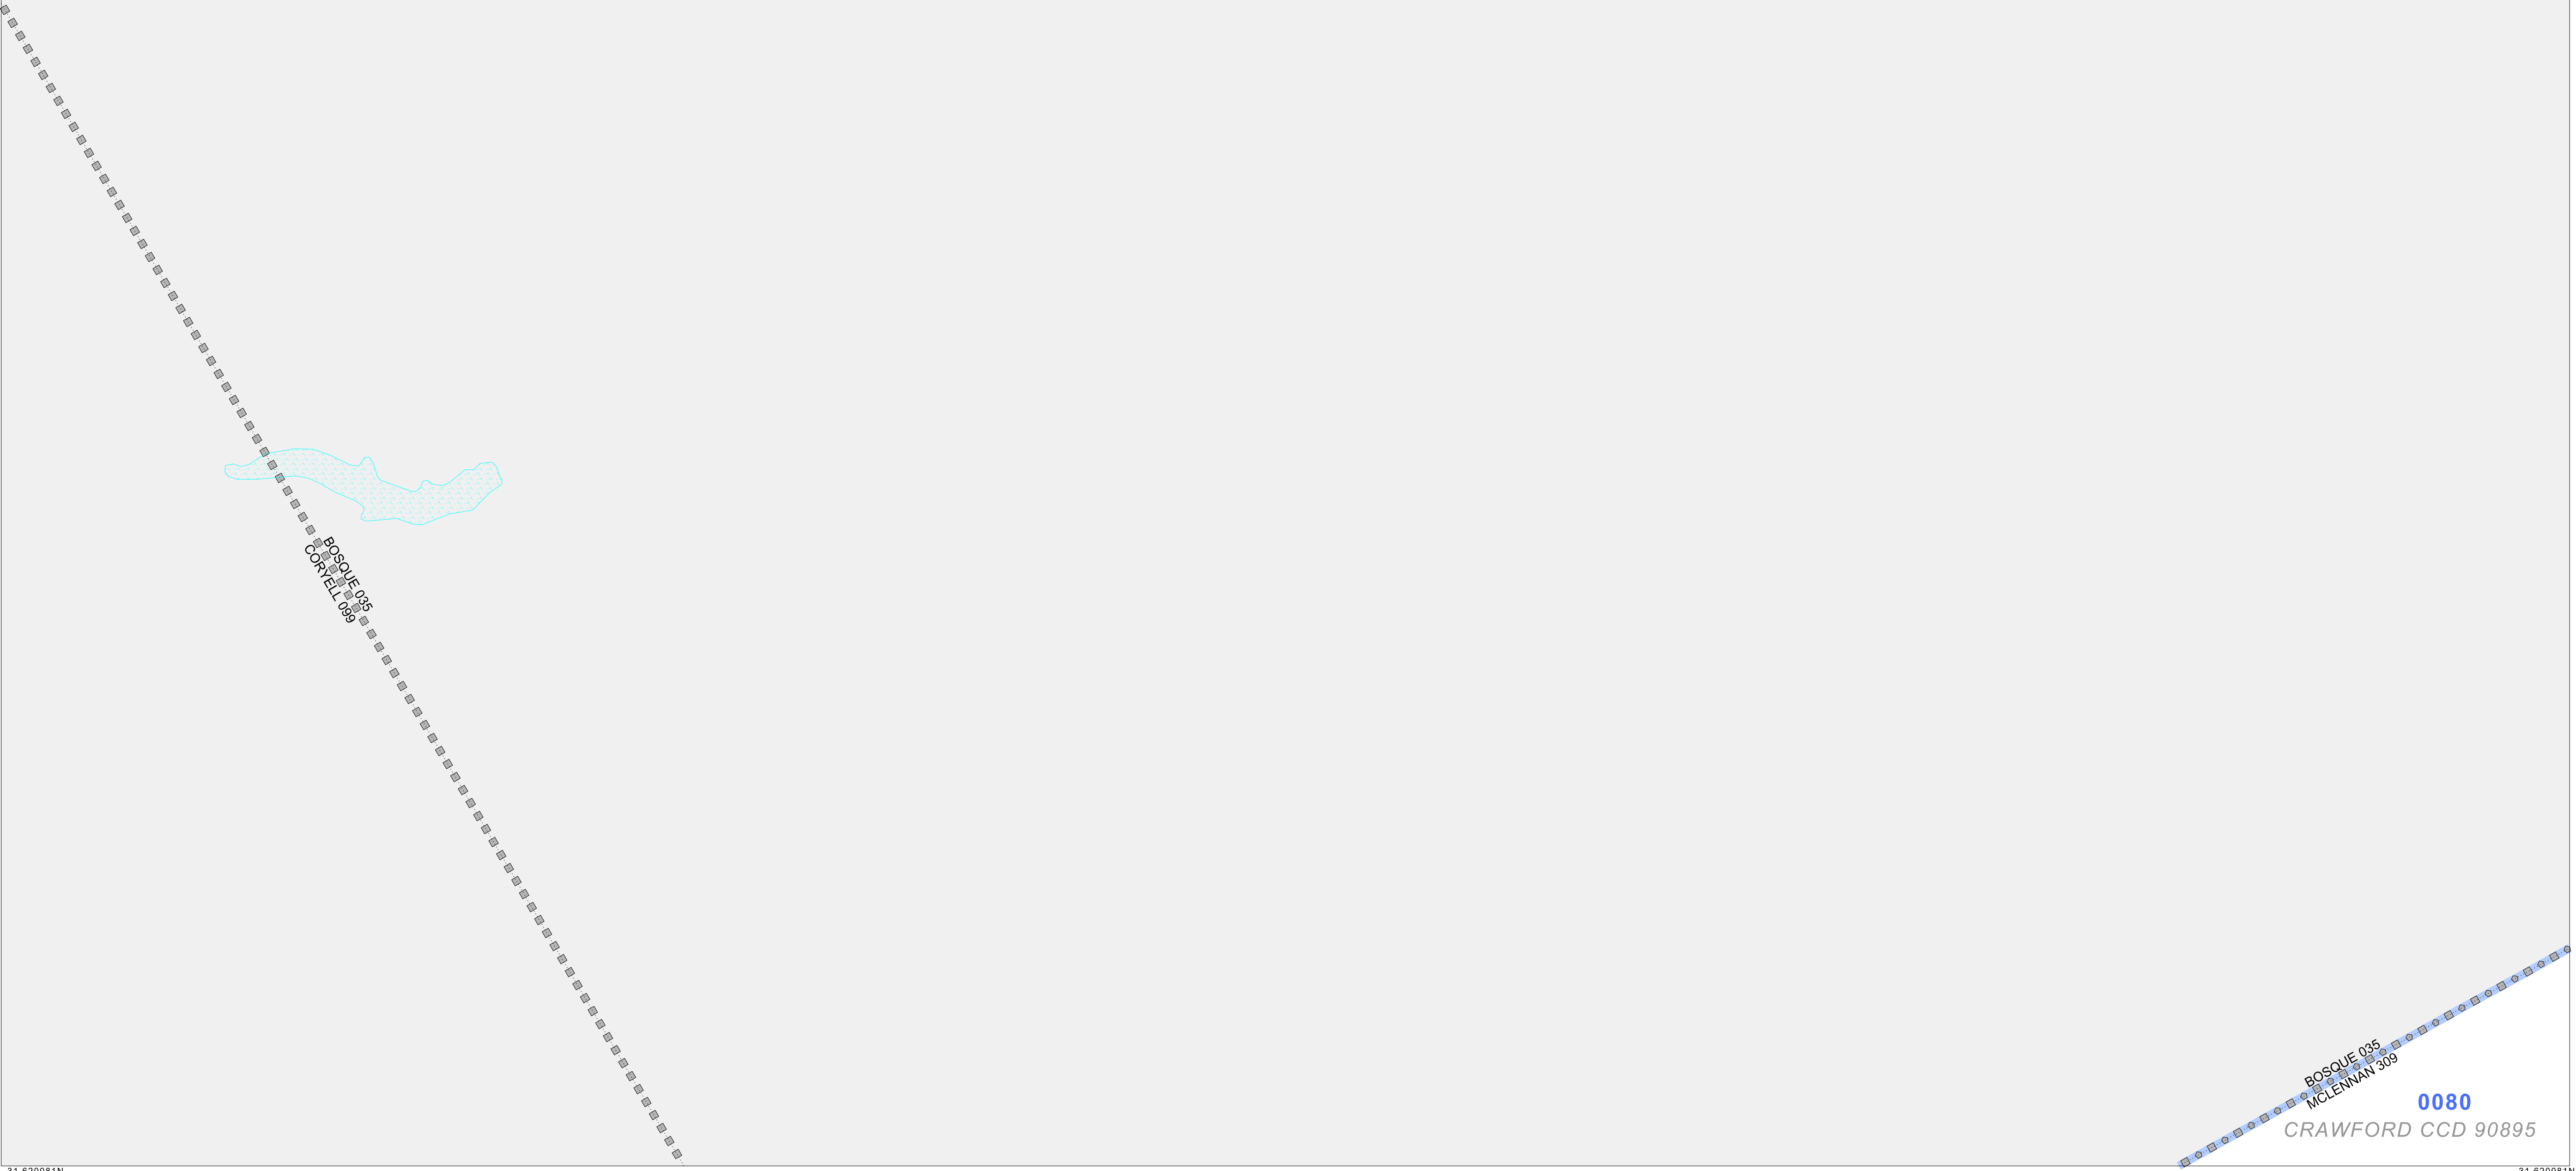 BOSQUE 035
CORYELL 099
BOSQUE 035
MCLENNAN 309
0080
CRAWFORD CCD 90895